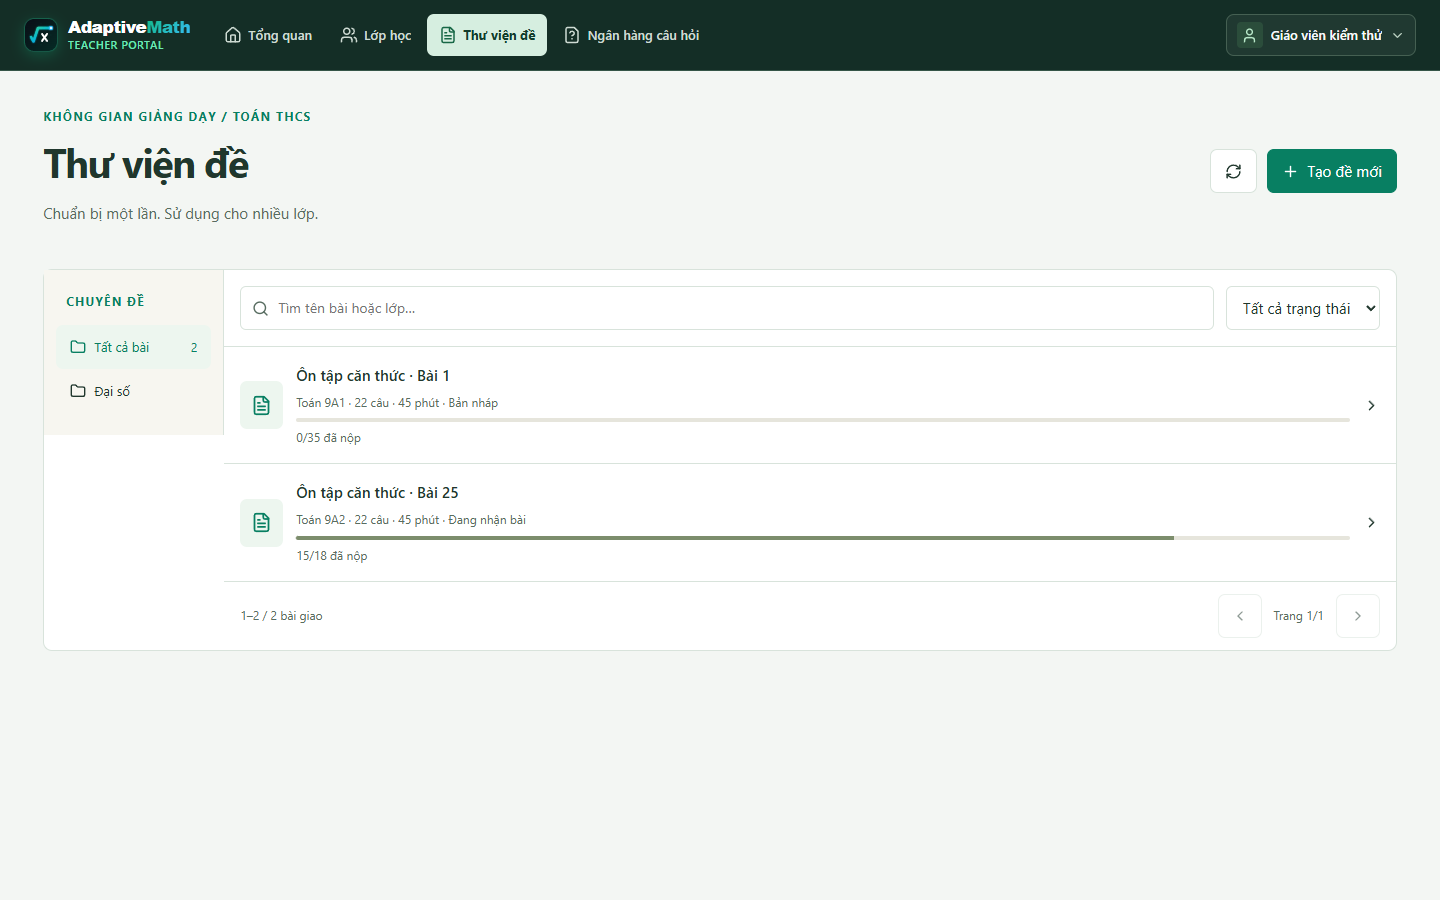 AdaptiveMath
TEACHER PORTAL
Tổng quan
Lớp học
Thư viện đề
Ngân hàng câu hỏi
Giáo viên kiểm thử
KHÔNG GIAN GIẢNG DẠY / TOÁN THCS
Thư viện đề
Chuẩn bị một lần. Sử dụng cho nhiều lớp.
Tạo đề mới
CHUYÊN ĐỀ
Tất cả bài 2
Đại số
Tìm tên bài hoặc lớp...
Tất cả trạng thái
Ôn tập căn thức · Bài 1
Toán 9A1 · 22 câu · 45 phút · Bản nháp
0/35 đã nộp
Ôn tập căn thức · Bài 25
Toán 9A2 · 22 câu · 45 phút · Đang nhận bài
15/18 đã nộp
1–2 / 2 bài giao
Trang 1/1